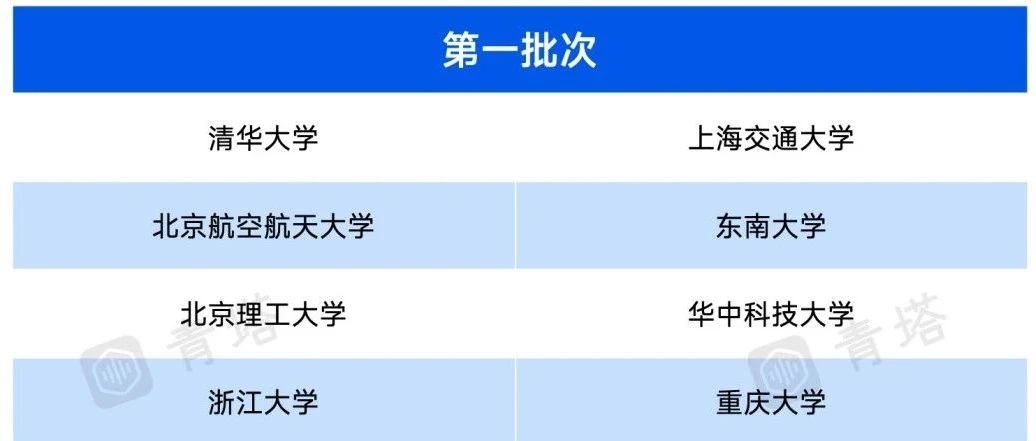 第一批次
清华大学 上海交通大学
北京航空航天大学 东南大学
北京理工大学 华中科技大学
青塔 青塔
浙江大学 重庆大学